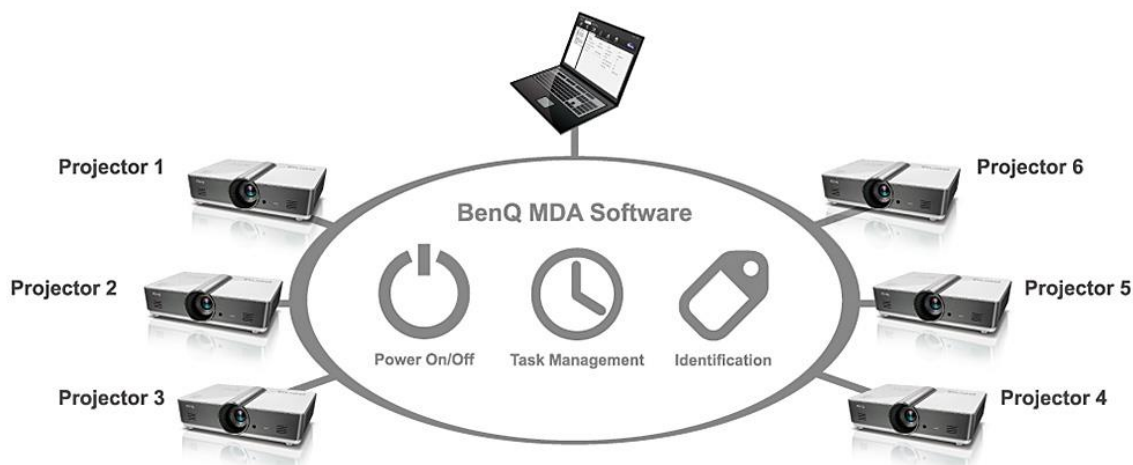 Projector 1
Projector 6
BenQ MDA Software
Projector 2
Projector 5
Power On/Off
Task Management
Identification
Projector 3
Projector 4